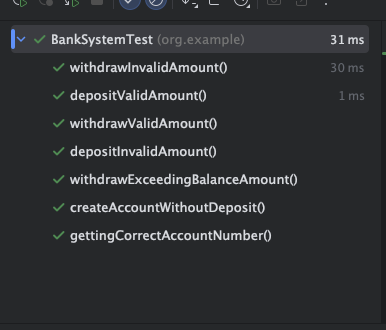 BankSystemTest (org.example) 31 ms
withdrawInvalidAmount() 30 ms
depositValidAmount() 1 ms
withdrawValidAmount()
depositInvalidAmount()
withdrawExceedingBalanceAmount()
createAccountWithoutDeposit()
gettingCorrectAccountNumber()